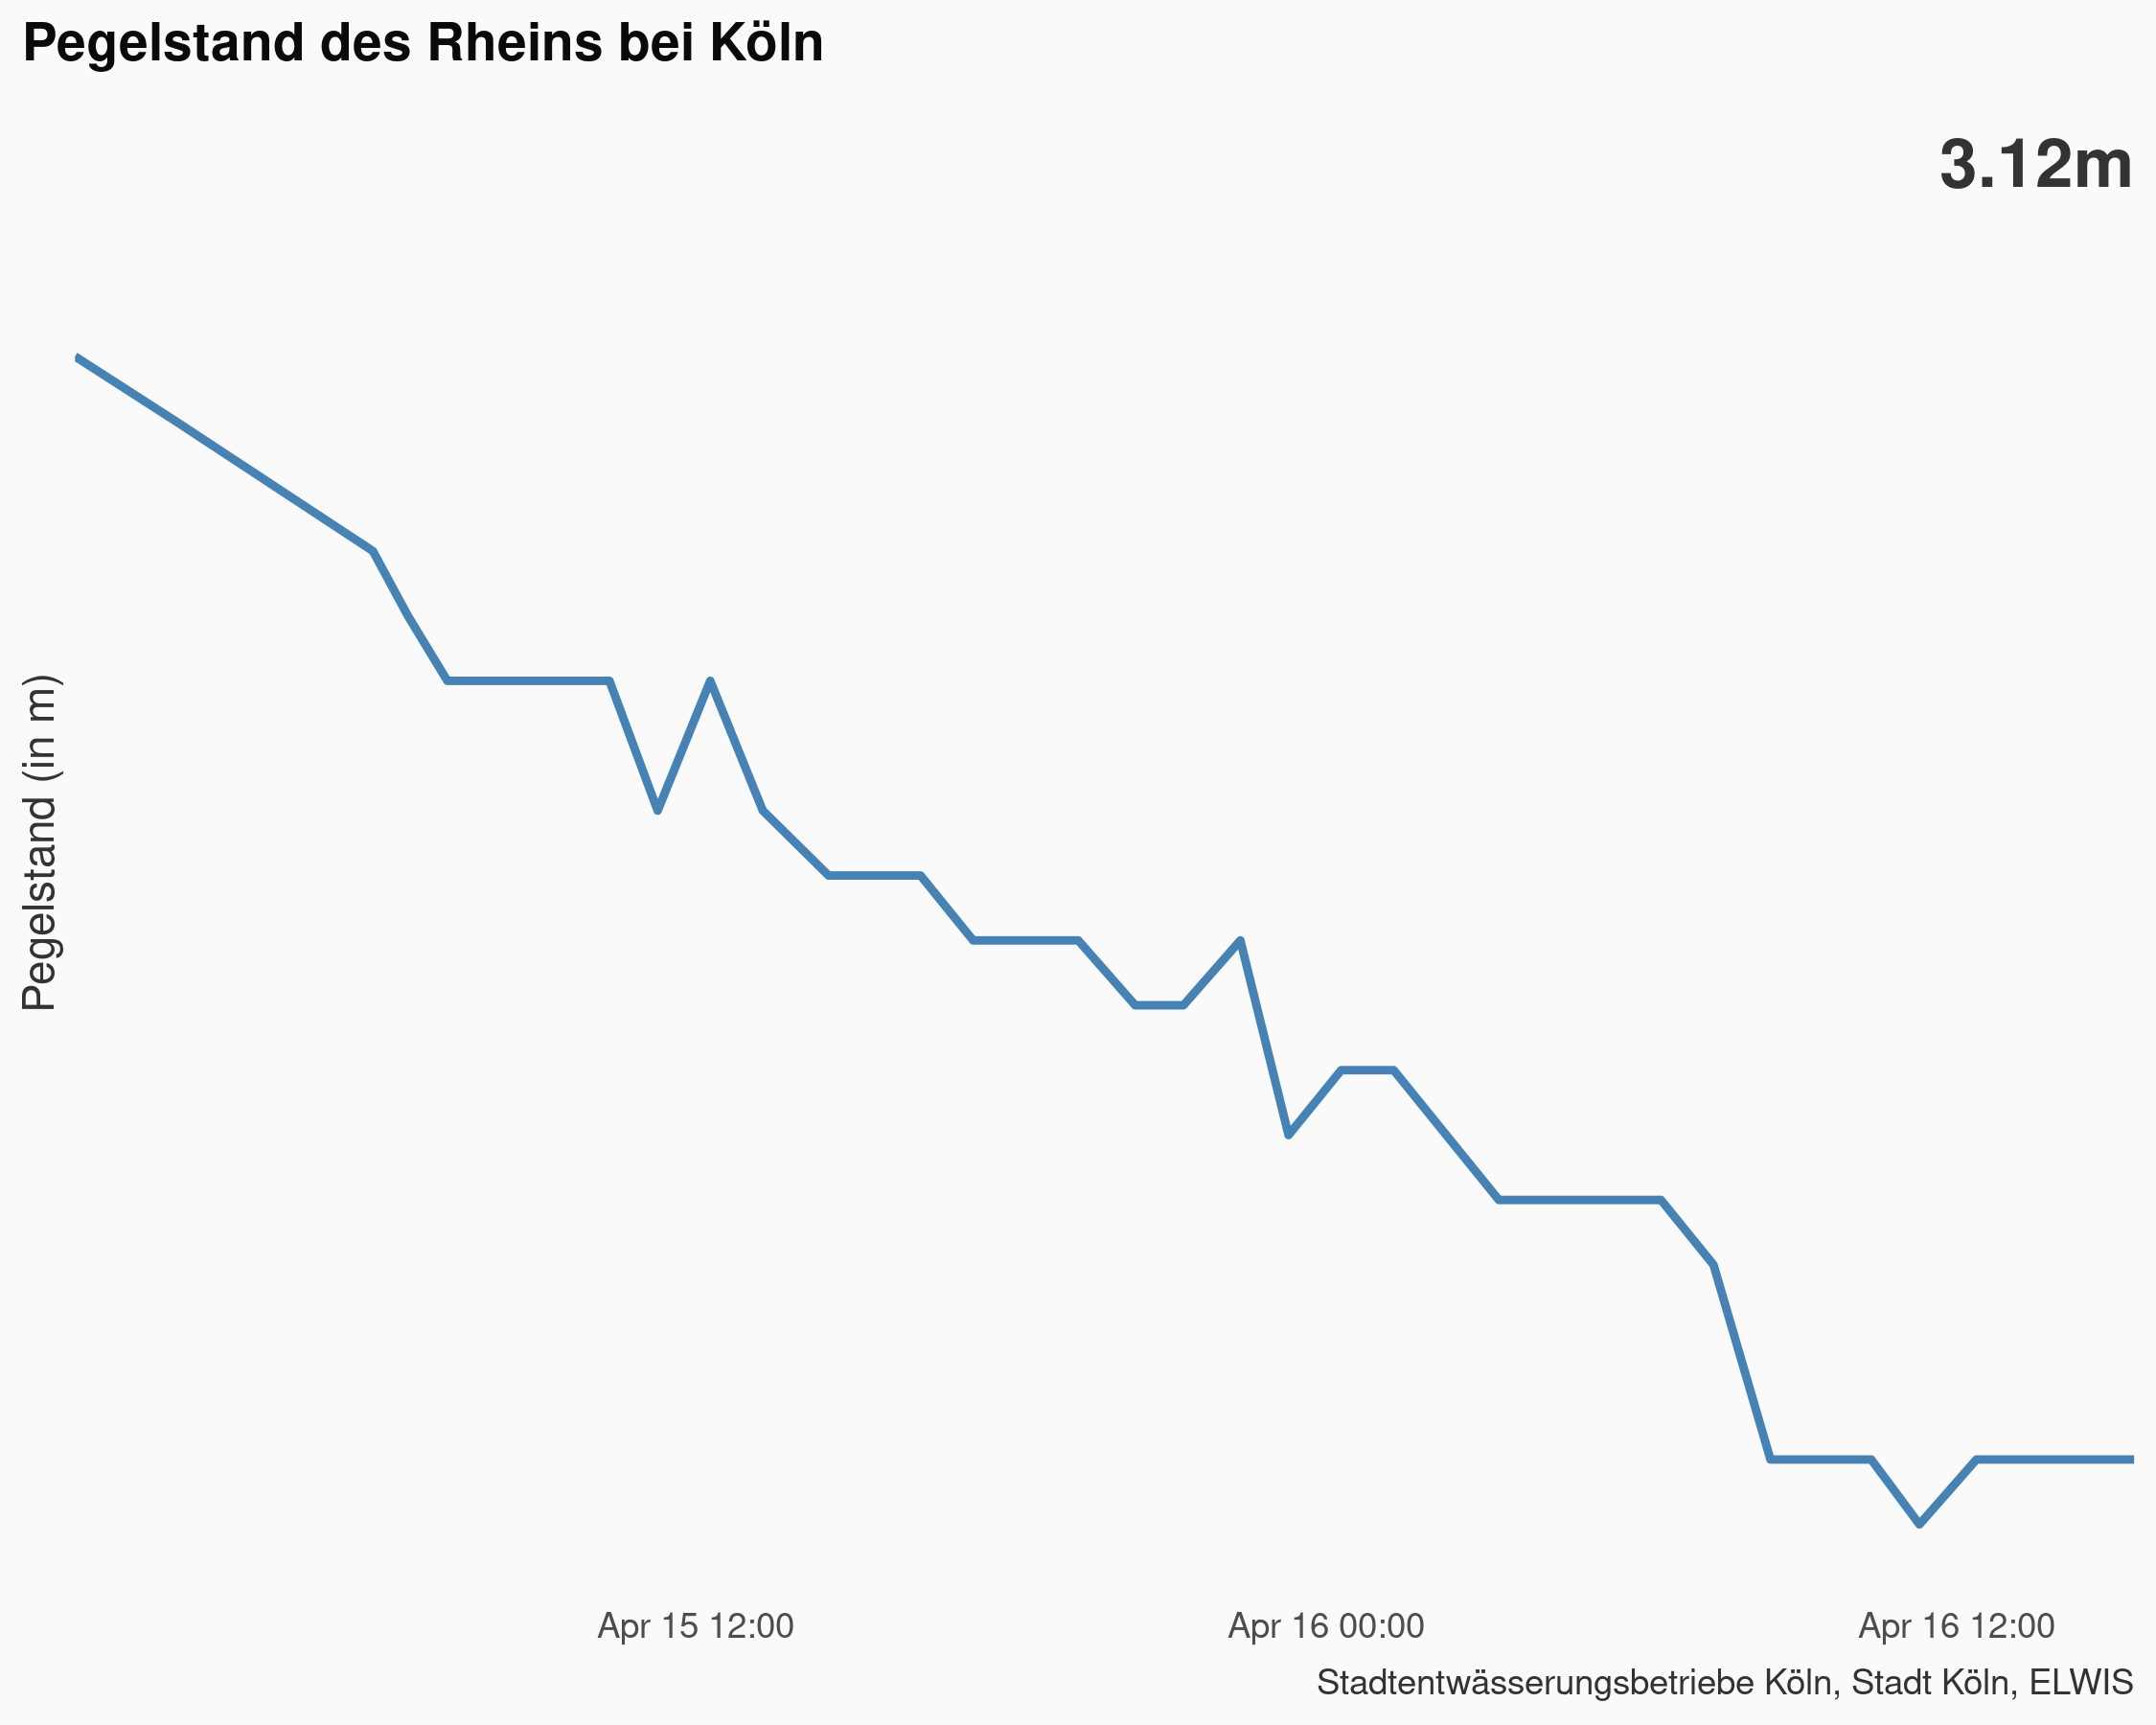 Pegelstand des Rheins bei Köln
3.12m
Pegelstand (in m)
Apr 15 12:00
Apr 16 00:00
Apr 16 12:00
Stadtentwässerungsbetriebe Köln, Stadt Köln, ELWIS